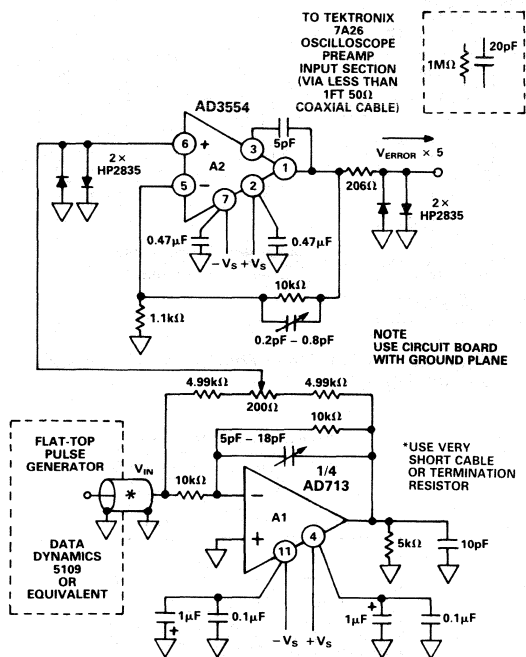 TO TEKTRONIX
7A26
OSCILLOSCOPE
PREAMP
INPUT SECTION
(VIA LESS THAN
1FT 50Ω
COAXIAL CABLE)
1MΩ
20pF
AD3554
5pF
3
6
+
A2
1
2 ×
HP2835
5
–
2
7
VERROR × 5
206Ω
2 ×
HP2835
0.47μF
–VS
+VS
0.47μF
10kΩ
1.1kΩ
0.2pF – 0.8pF
NOTE
USE CIRCUIT BOARD
WITH GROUND PLANE
4.99kΩ
4.99kΩ
200Ω
10kΩ
FLAT-TOP
PULSE
GENERATOR
VIN
5pF – 18pF
1/4
AD713
*USE VERY
SHORT CABLE
OR TERMINATION
RESISTOR
*
10kΩ
–
A1
+
4
11
DATA
DYNAMICS
5109
OR
EQUIVALENT
5kΩ
10pF
1μF
+
0.1μF
–VS
+VS
+
1μF
0.1μF